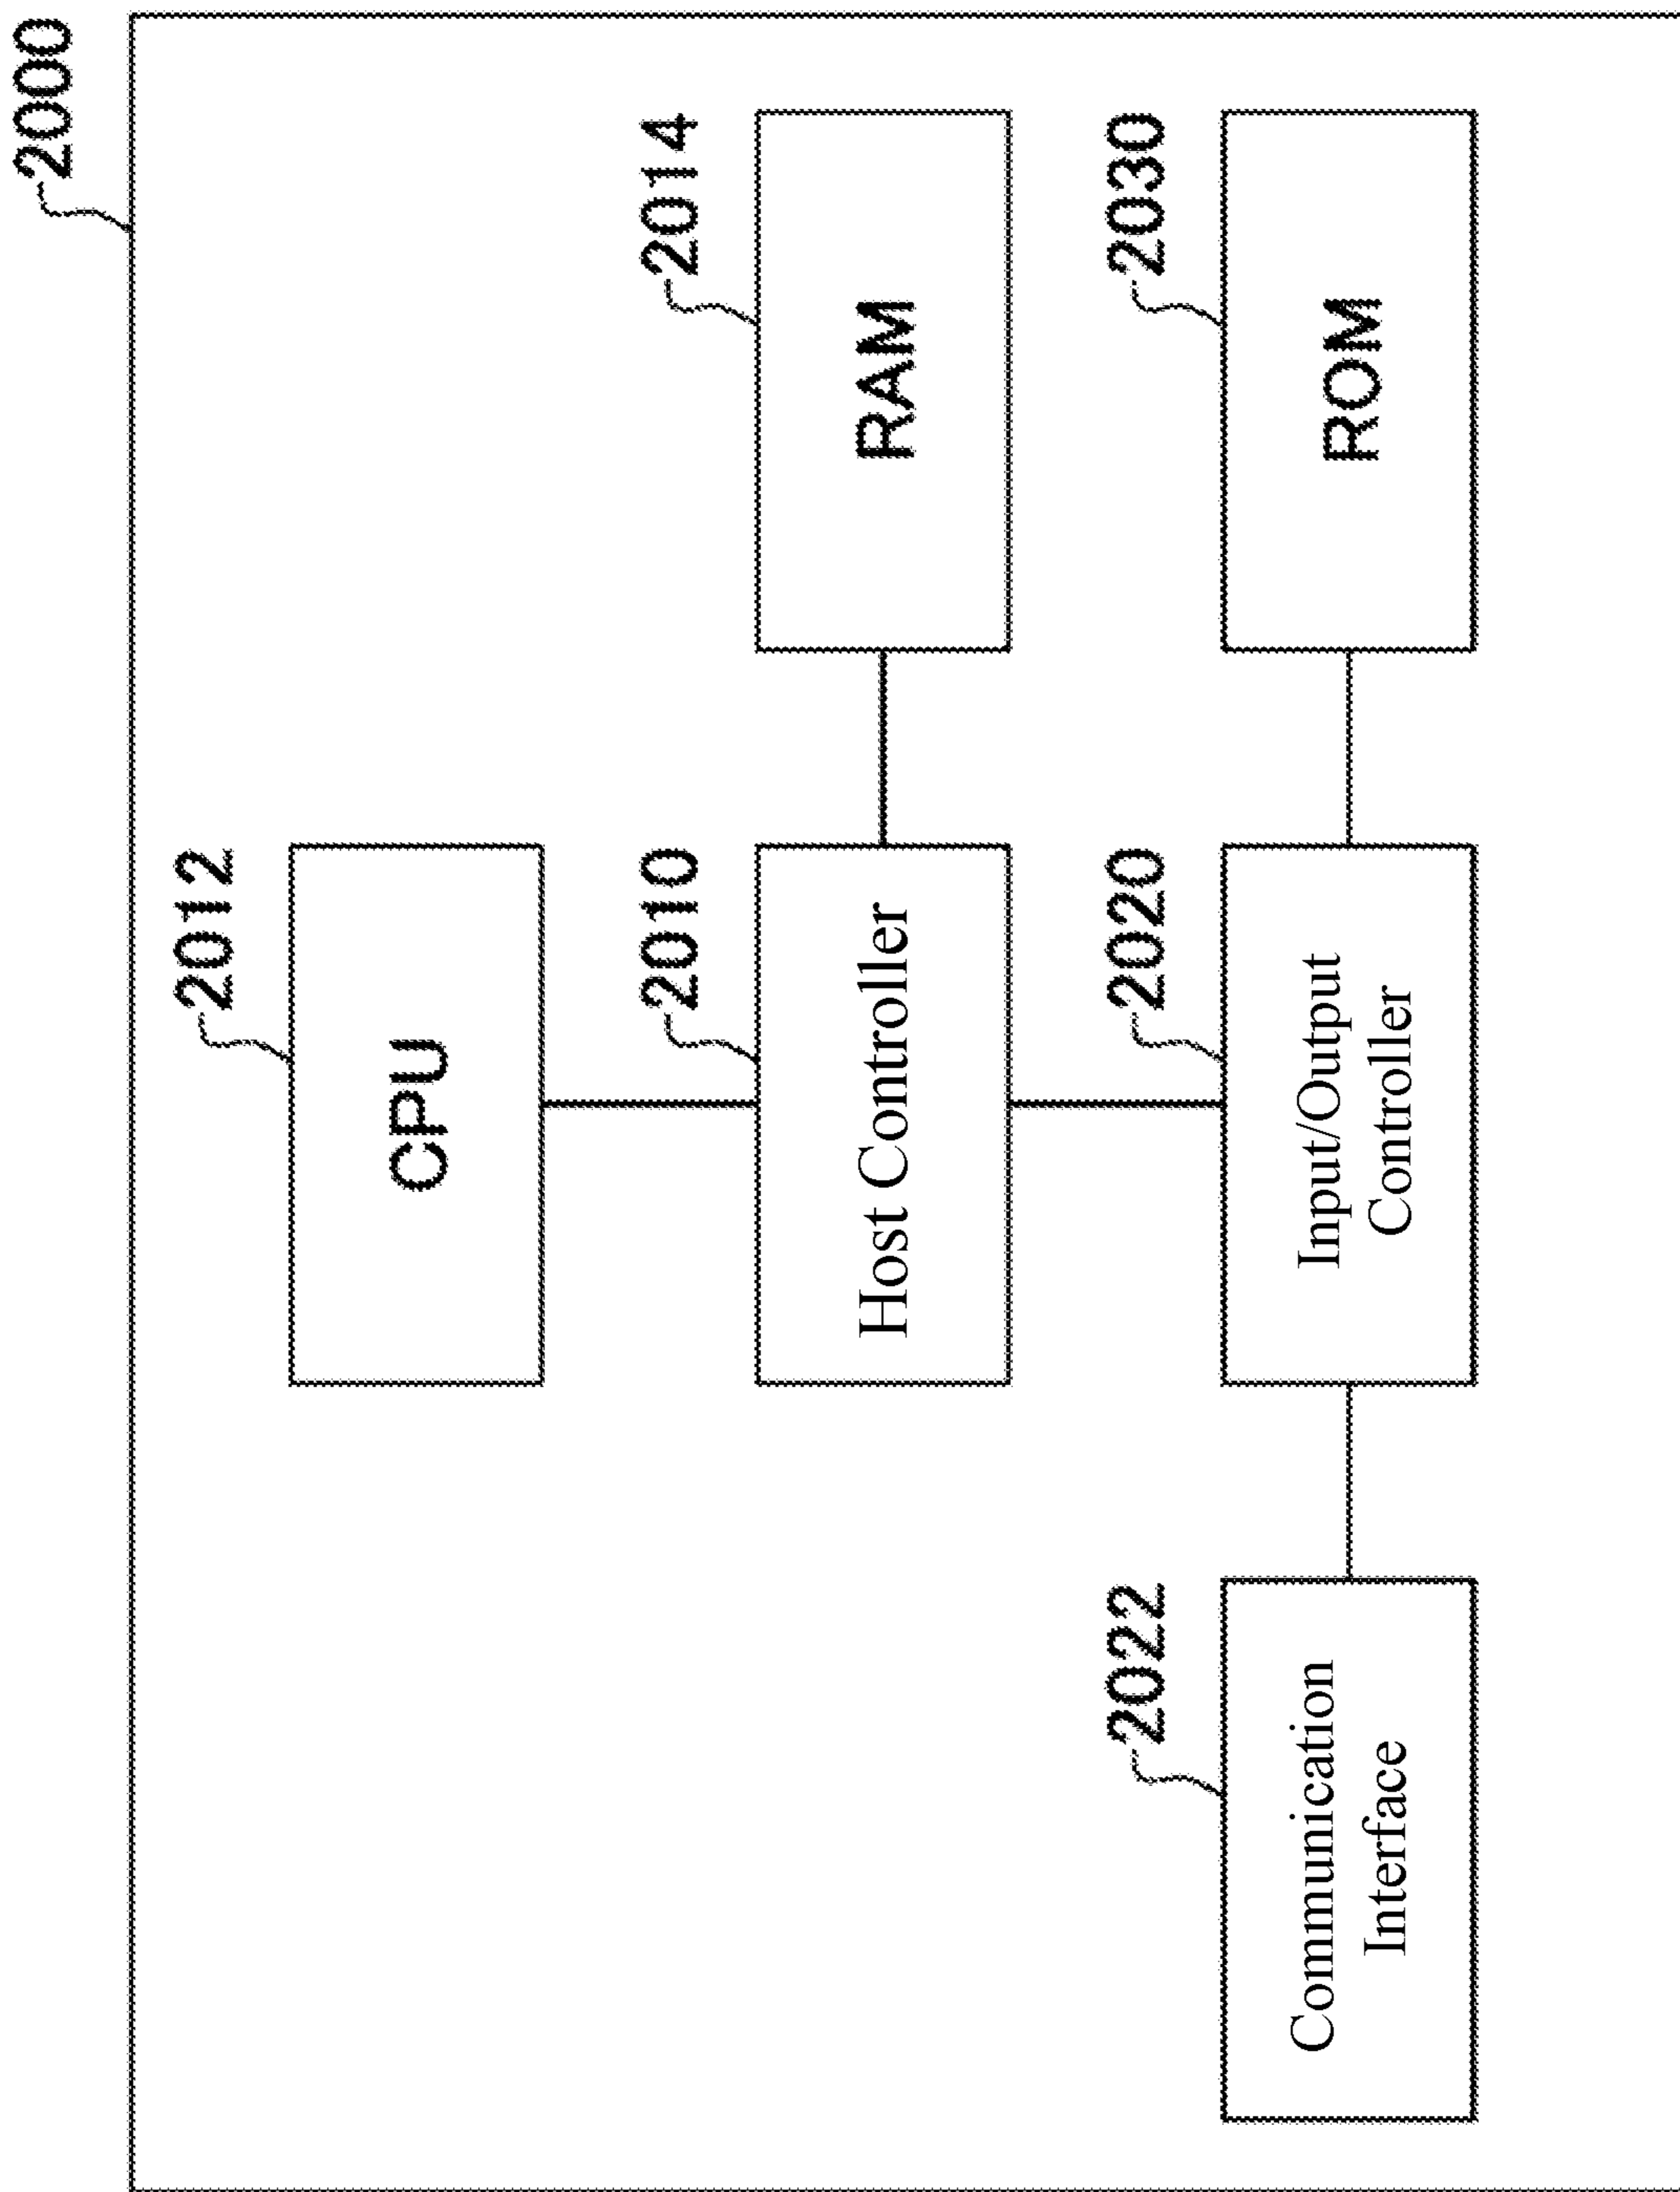 2000
2012
CPU
2010
Host Controller
2014
RAM
2022
Communication
Interface
2020
Input/Output
Controller
2030
ROM